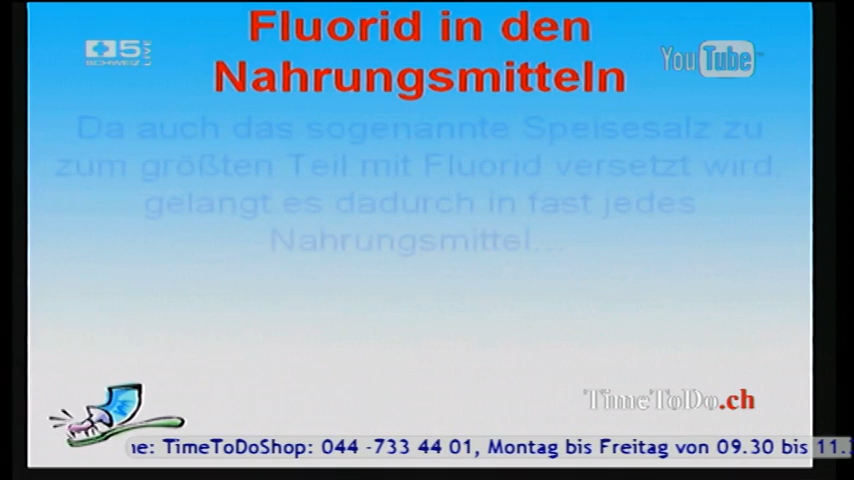 Fluorid in den
Nahrungsmitteln
+5
SCHWEIZ
LIVE
YouTube
Da auch das sogenannte Speisesalz zu
zum größten Teil mit Fluorid versetzt wird,
gelangt es dadurch in fast jedes
Nahrungsmittel...
TimeToDo.ch
ne: TimeToDoShop: 044 -733 44 01, Montag bis Freitag von 09.30 bis 11.